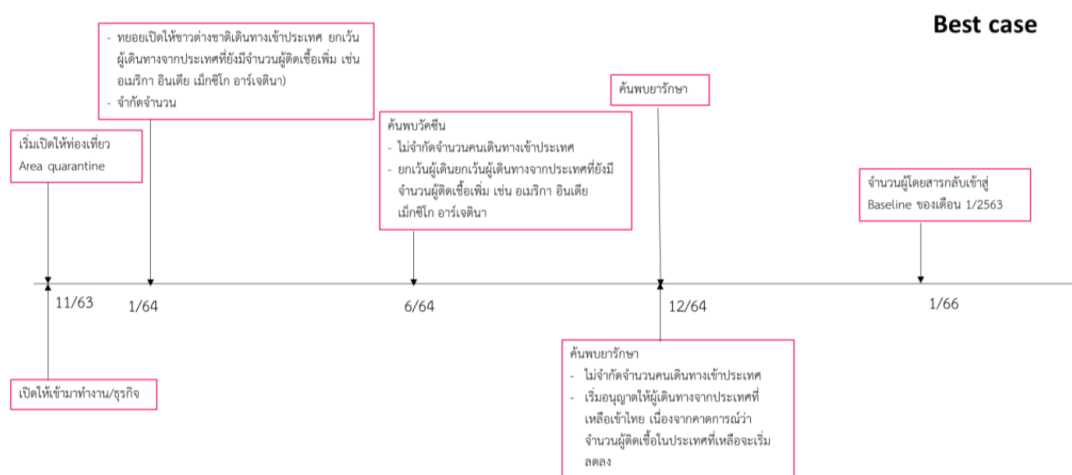 Best case
- ทยอยเปิดให้ชาวต่างชาติเดินทางเข้าประเทศ ยกเว้น
ผู้เดินทางจากประเทศที่ยังมีจำนวนผู้ติดเชื้อเพิ่ม เช่น
อเมริกา อินเดีย เม็กซิโก อาร์เจตินา)
- จำกัดจำนวน
ค้นพบยารักษา
ค้นพบวัคซีน
- ไม่จำกัดจำนวนคนเดินทางเข้าประเทศ
- ยกเว้นผู้เดินยกเว้นผู้เดินทางจากประเทศที่ยังมี
จำนวนผู้ติดเชื้อเพิ่ม เช่น อเมริกา อินเดีย
เม็กซิโก อาร์เจตินา
เริ่มเปิดให้ท่องเที่ยว
Area quarantine
จำนวนผู้โดยสารกลับเข้าสู่
Baseline ของเดือน 1/2563
11/63
1/64
6/64
12/64
1/66
เปิดให้เข้ามาทำงาน/ธุรกิจ
ค้นพบยารักษา
- ไม่จำกัดจำนวนคนเดินทางเข้าประเทศ
- เริ่มอนุญาตให้ผู้เดินทางจากประเทศที่
เหลือเข้าไทย เนื่องจากคาดการณ์ว่า
จำนวนผู้ติดเชื้อในประเทศที่เหลือจะเริ่ม
ลดลง